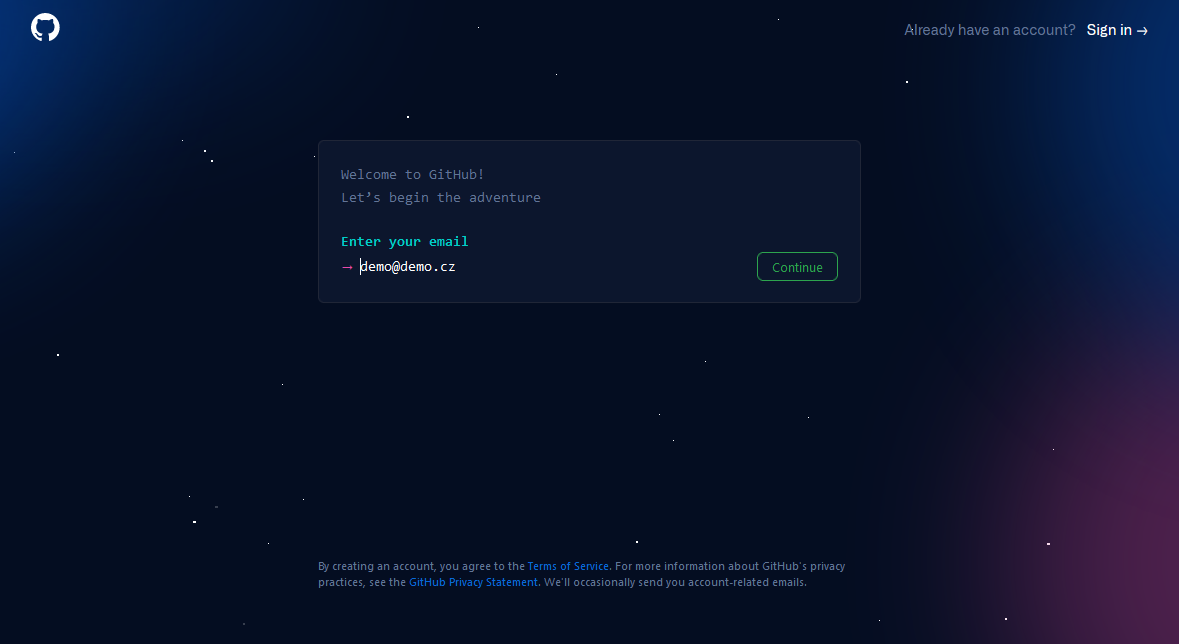 Already have an account? Sign in →
Welcome to GitHub!
Let’s begin the adventure
Enter your email
→ demo@demo.cz
Continue
By creating an account, you agree to the Terms of Service. For more information about GitHub's privacy
practices, see the GitHub Privacy Statement. We'll occasionally send you account-related emails.